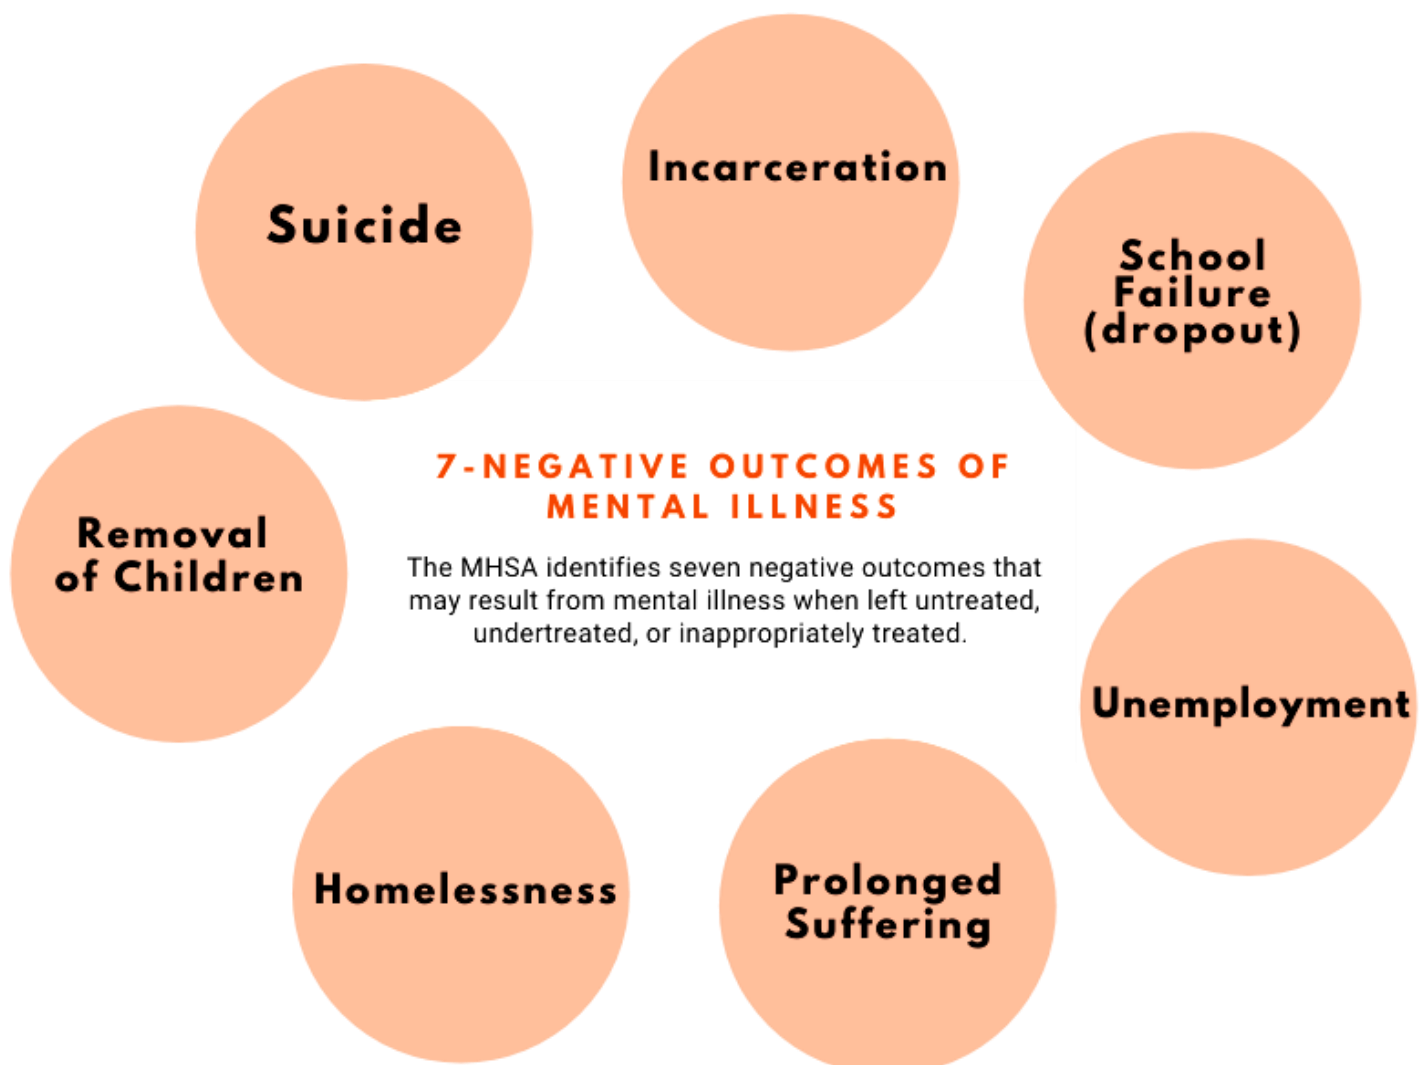 Suicide
Incarceration
School
Failure
(dropout)
Removal
of Children
7-NEGATIVE OUTCOMES OF
MENTAL ILLNESS
The MHSA identifies seven negative outcomes that
may result from mental illness when left untreated,
undertreated, or inappropriately treated.
Unemployment
Homelessness
Prolonged
Suffering